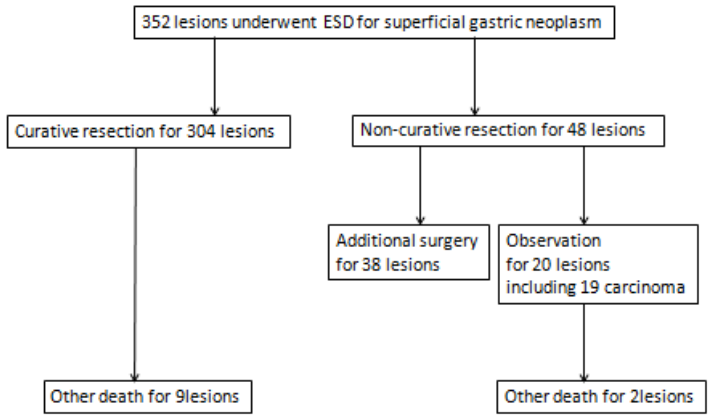 352 lesions underwent ESD for superficial gastric neoplasm
Curative resection for 304 lesions
Non-curative resection for 48 lesions
Additional surgery
for 38 lesions
Observation
for 20 lesions
including 19 carcinoma
Other death for 9lesions
Other death for 2lesions